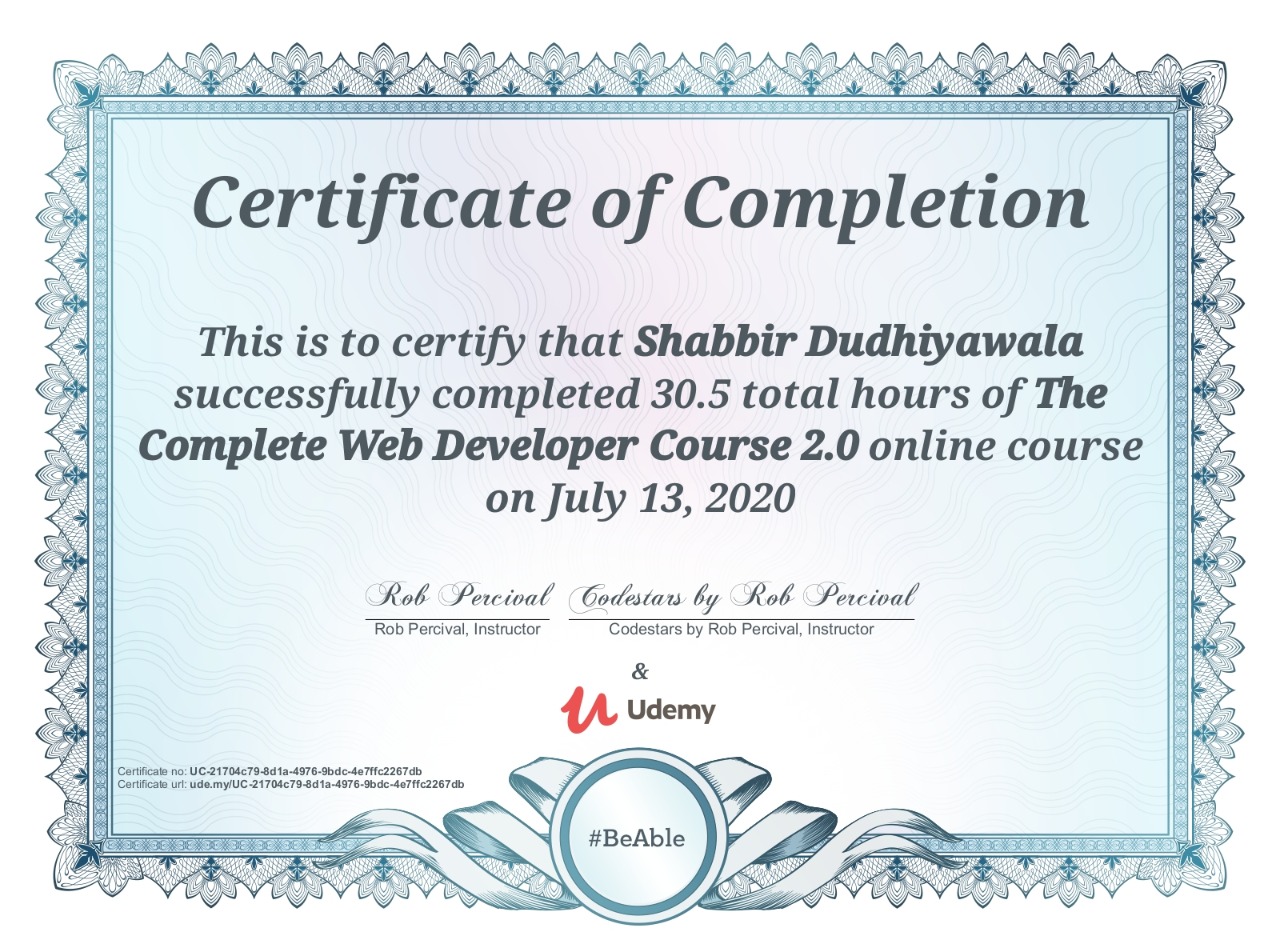 Certificate of Completion
This is to certify that Shabbir Dudhiyawala
successfully completed 30.5 total hours of The
Complete Web Developer Course 2.0 online course
on July 13, 2020
Rob Percival Codestars by Rob Percival
Rob Percival, Instructor Codestars by Rob Percival, Instructor
&
Udemy
Certificate no: UC-21704c79-8d1a-4976-9bdc-4e7ffc2267db
Certificate url: ude.my/UC-21704c79-8d1a-4976-9bdc-4e7ffc2267db
#BeAble